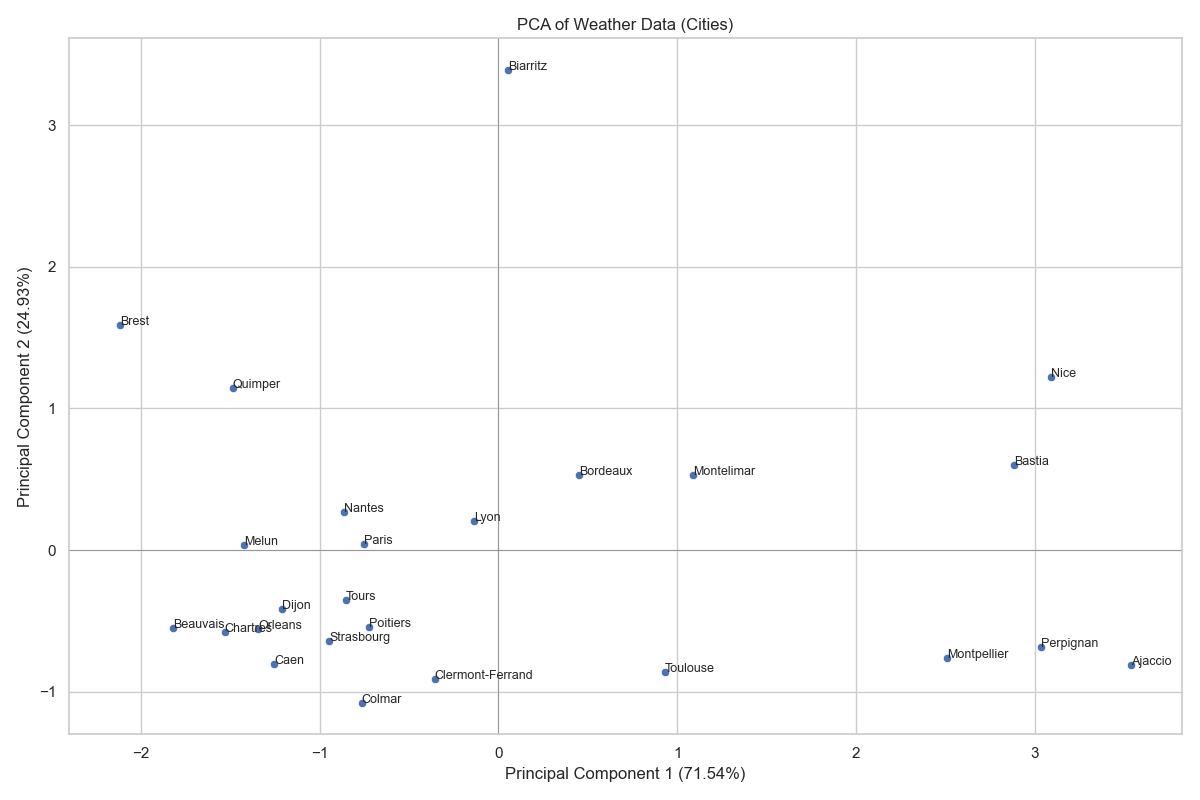 PCA of Weather Data (Cities)
Principal Component 2 (24.93%)
3
2
1
0
−1
Biarritz
Brest
Nice
Quimper
Bastia
Bordeaux
Montelimar
Nantes
Lyon
Paris
Melun
Tours
Dijon
Poitiers
Beauvais
Orleans
Chartres
Strasbourg
Perpignan
Montpellier
Caen
Ajaccio
Toulouse
Clermont-Ferrand
Colmar
−2
−1
0
1
2
3
Principal Component 1 (71.54%)